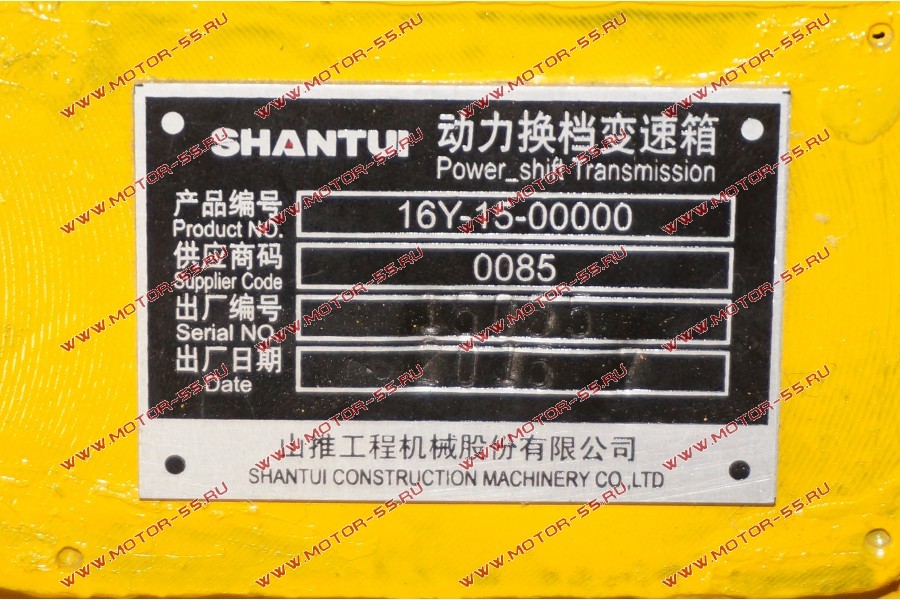 SHANTUI 动力换档变速箱
Power_shift Transmission
产品编号
Product NO.
16Y-15-00000
供应商码
Supplier Code
0085
出厂编号
Serial NO.
出厂日期
Date
山推工程机械股份有限公司
SHANTUI CONSTRUCTION MACHINERY CO.,LTD
WWW.MOTOR-55.RU